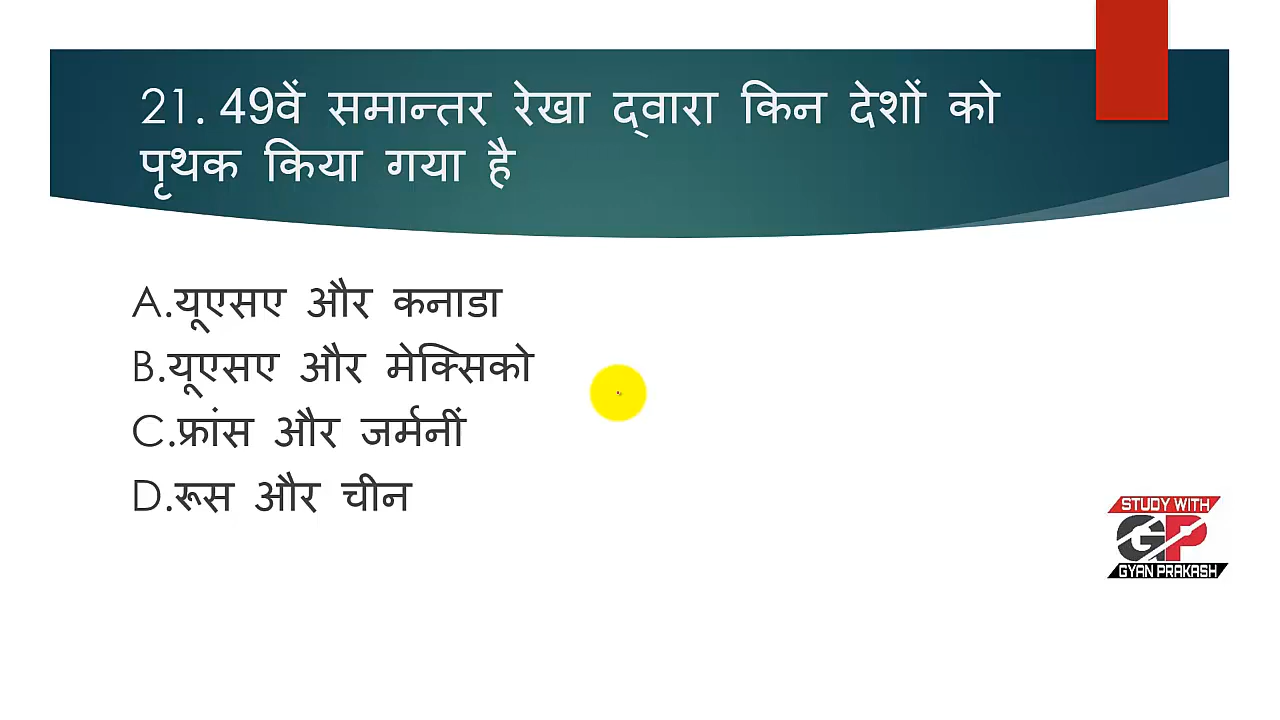 21. 49वें समान्तर रेखा द्वारा किन देशों को
पृथक किया गया है
A.यूएसए और कनाडा
B.यूएसए और मेक्सिको
C.फ्रांस और जर्मनीं
D.रूस और चीन
STUDY WITH
GP
GYAN PRAKASH